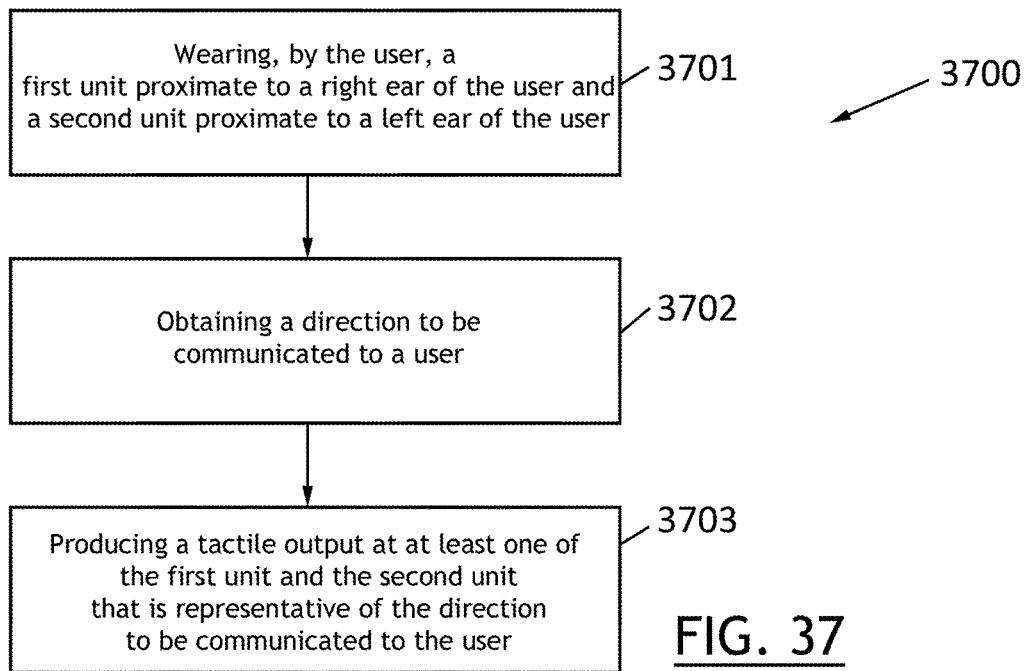 Wearing, by the user, a
first unit proximate to a right ear of the user and
a second unit proximate to a left ear of the user
3701
3700
Obtaining a direction to be
communicated to a user
3702
Producing a tactile output at at least one of
the first unit and the second unit
that is representative of the direction
to be communicated to the user
3703
FIG. 37